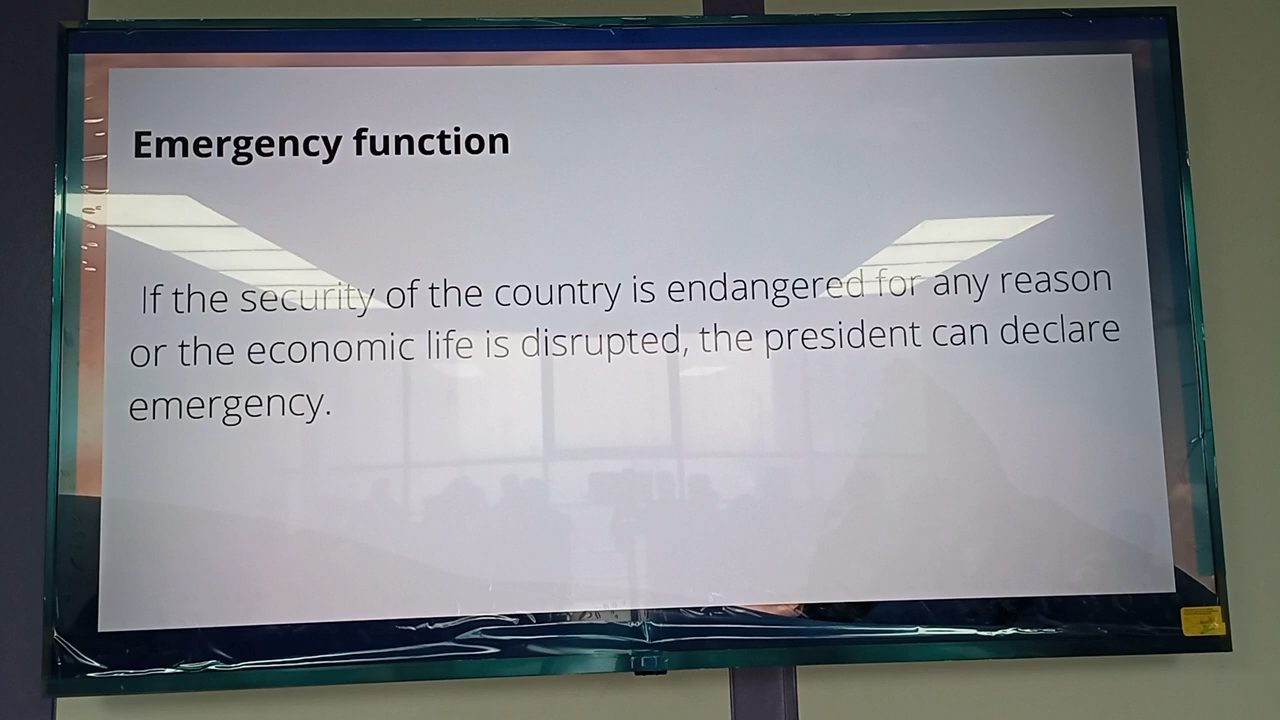 Emergency function
If the security of the country is endangered for any reason
or the economic life is disrupted, the president can declare
emergency.